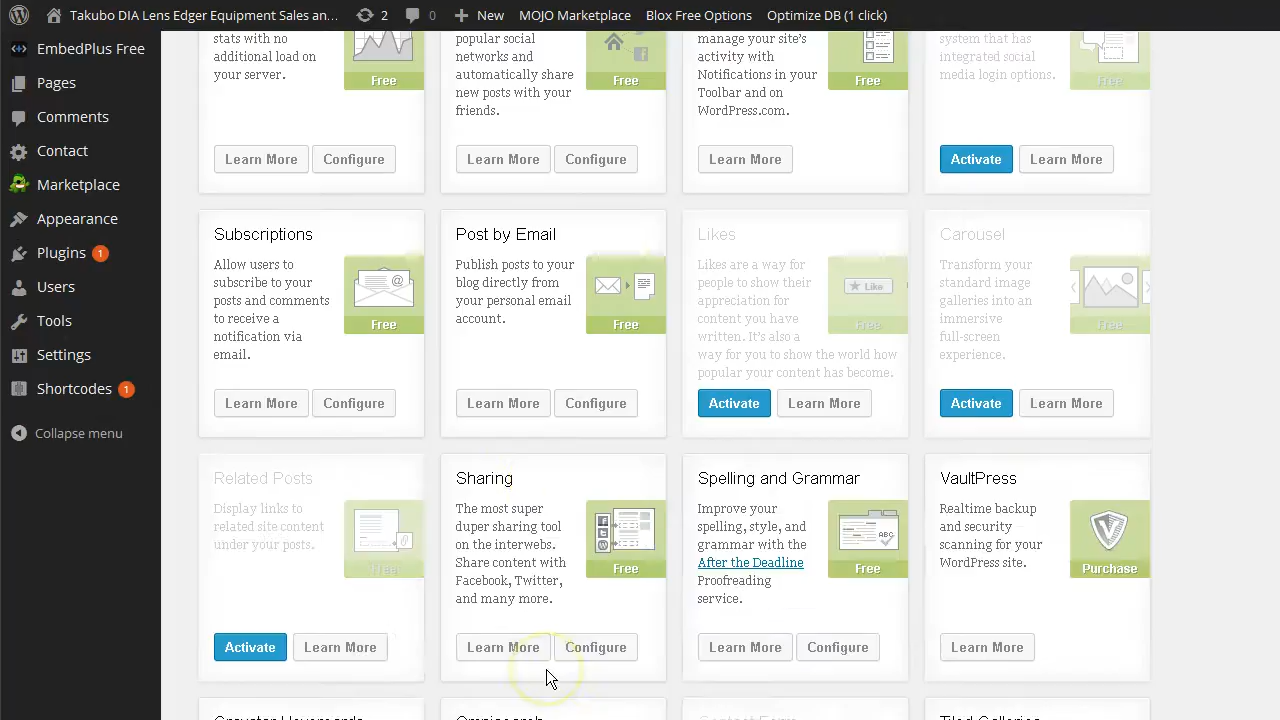 Takubo DIA Lens Edger Equipment Sales an... 2 0 New MOJO Marketplace Blox Free Options Optimize DB (1 click)
EmbedPlus Free
Pages
Comments
Contact
Marketplace
Appearance
Plugins 1
Users
Tools
Settings
Shortcodes 1
Collapse menu
stats with no
additional load on
your server.
Free
Learn More Configure
popular social
networks and
automatically share
new posts with your
friends.
Free
Learn More Configure
manage your site's
activity with
Notifications in your
Toolbar and on
WordPress.com.
Free
Learn More
system that has
integrated social
media login options.
Free
Activate Learn More
Subscriptions
Allow users to
subscribe to your
posts and comments
to receive a
notification via
email.
Free
Learn More Configure
Post by Email
Publish posts to your
blog directly from
your personal email
account.
Free
Learn More Configure
Likes
Likes are a way for
people to show their
appreciation for
content you have
written. It's also a
way for you to show the world how
popular your content has become.
Like
Free
Activate Learn More
Carousel
Transform your
standard image
galleries into an
immersive
full-screen
experience.
Free
Activate Learn More
Related Posts
Display links to
related site content
under your posts.
Free
Activate Learn More
Sharing
The most super
duper sharing tool
on the interwebs.
Share content with
Facebook, Twitter,
and many more.
Free
Learn More Configure
Spelling and Grammar
Improve your
spelling, style, and
grammar with the
After the Deadline
Proofreading
service.
ABC
Free
Learn More Configure
VaultPress
Realtime backup
and security
scanning for your
WordPress site.
Purchase
Learn More
Gravatar Hovercards Omnisearch Contact Form Tiled Galleries